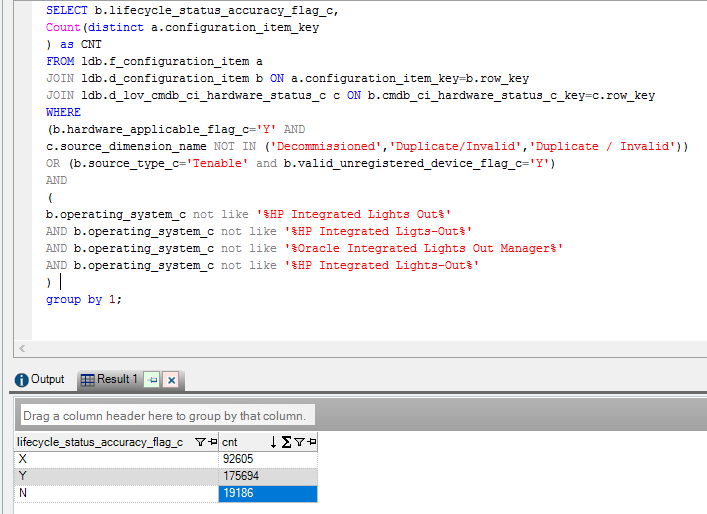 SELECT b.lifecycle_status_accuracy_flag_c,
Count(distinct a.configuration_item_key
) as CNT
FROM ldb.f_configuration_item a
JOIN ldb.d_configuration_item b ON a.configuration_item_key=b.row_key
JOIN ldb.d_lov_cmdb_ci_hardware_status_c c ON b.cmdb_ci_hardware_status_c_key=c.row_key
WHERE
(b.hardware_applicable_flag_c='Y' AND
c.source_dimension_name NOT IN ('Decommissioned','Duplicate/Invalid','Duplicate / Invalid'))
OR (b.source_type_c='Tenable' and b.valid_unregistered_device_flag_c='Y')
AND
(
b.operating_system_c not like '%HP Integrated Lights Out%'
AND b.operating_system_c not like '%HP Integrated Ligts-Out%'
AND b.operating_system_c not like '%Oracle Integrated Lights Out Manager%'
AND b.operating_system_c not like '%HP Integrated Lights-Out%'
)
group by 1;
Output Result 1
Drag a column header here to group by that column.
lifecycle_status_accuracy_flag_c cnt
X 92605
Y 175694
N 19186